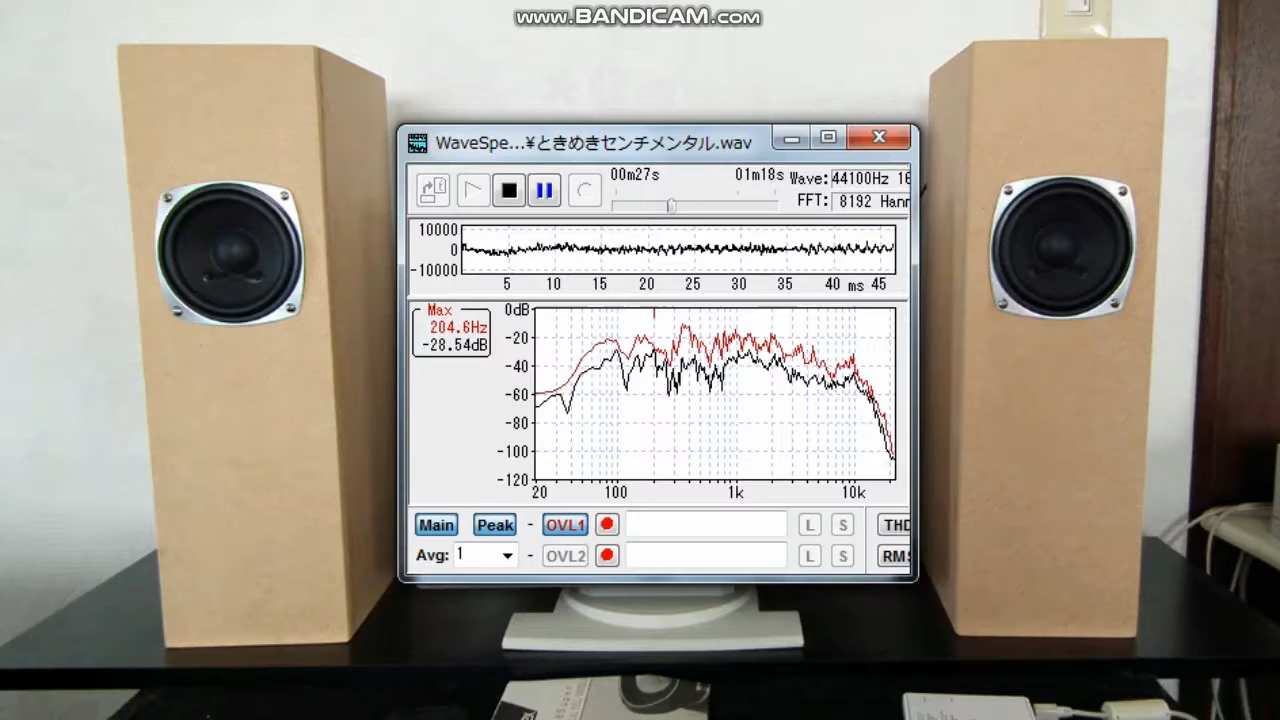 www.BANDICAM.com
WaveSpe...¥ときめきセンチメンタル.wav
00m27s
01m18s
Wave: 44100Hz 16
FFT: 8192 Hann
10000
0
-10000
5 10 15 20 25 30 35 40 ms 45
Max
204.6Hz
-28.54dB
0dB
-20
-40
-60
-80
-100
-120
20 100 1k 10k
Main Peak - OVL1 L S THD
Avg: 1 - OVL2 L S RMS